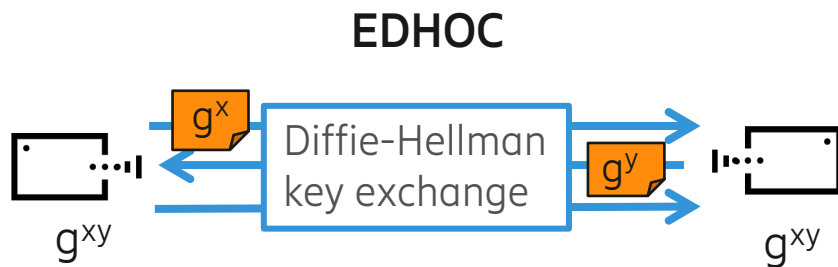 EDHOC
g^x
Diffie-Hellman
key exchange
g^y
g^xy
g^xy